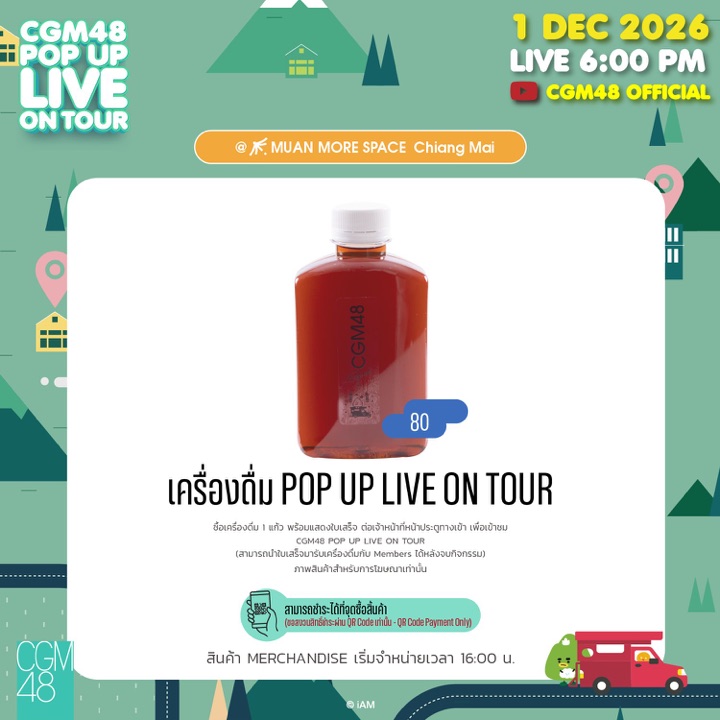 CGM48
POP UP
LIVE
ON TOUR
1 DEC 2026
LIVE 6:00 PM
CGM48 OFFICIAL
@ MUAN MORE SPACE Chiang Mai
CGM48
80
เครื่องดื่ม POP UP LIVE ON TOUR
ซื้อเครื่องดื่ม 1 แก้ว พร้อมแสดงใบเสร็จ ต่อเจ้าหน้าที่หน้าประตูทางเข้า เพื่อเข้าชม
CGM48 POP UP LIVE ON TOUR
(สามารถนำใบเสร็จมารับเครื่องดื่มกับ Members ได้หลังจบกิจกรรม)
ภาพสินค้าสำหรับการโฆษณาเท่านั้น
สามารถชำระได้ที่จุดซื้อสินค้า
(ขอสงวนสิทธิ์ชำระผ่าน QR Code เท่านั้น - QR Code Payment Only)
สินค้า MERCHANDISE เริ่มจำหน่ายเวลา 16:00 น.
CGM
48
© iAM